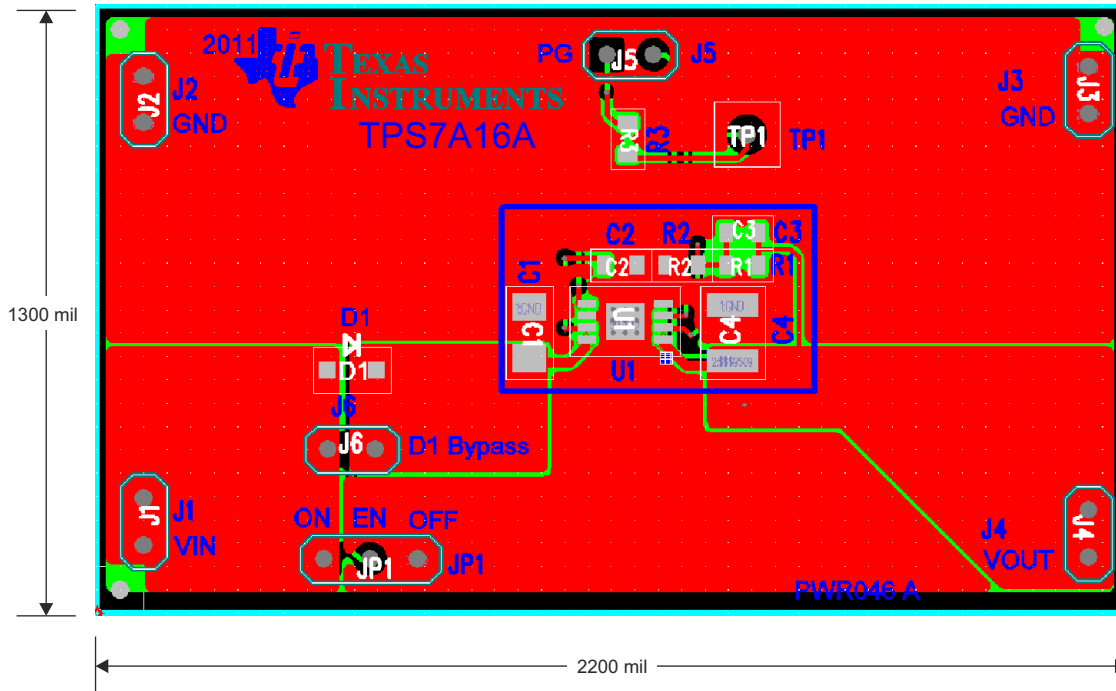 2011
TEXAS
INSTRUMENTS
TPS7A16A
PG
J5
J5
J2
J2
GND
J3
J3
GND
R3
R3
TP1
TP1
C2
R2
C3
C3
C2
R2
R1
R1
C1
C1
U1
U1
1:GND
C4
C4
D1
D1
J6
J6
D1 Bypass
J1
J1
VIN
ON
EN
OFF
JP1
JP1
J4
J4
VOUT
PWR046 A
1300 mil
2200 mil